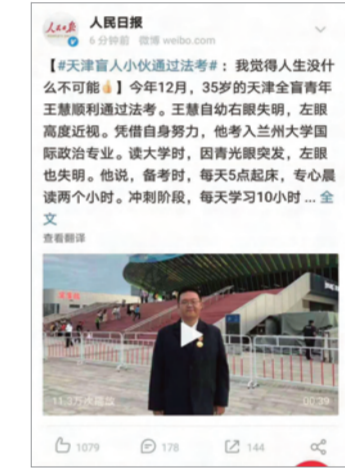 人民日报
人民日报
6分钟前 微博 weibo.com
【#天津盲人小伙通过法考#：我觉得人生没什
么不可能👍】今年12月，35岁的天津全盲青年
王慧顺利通过法考。王慧自幼右眼失明，左眼
高度近视。凭借自身努力，他考入兰州大学国
际政治专业。读大学时，因青光眼突发，左眼
也失明。他说，备考时，每天5点起床，专心晨
读两个小时。冲刺阶段，每天学习10小时 ... 全
文
查看翻译
00:39
1079
178
144